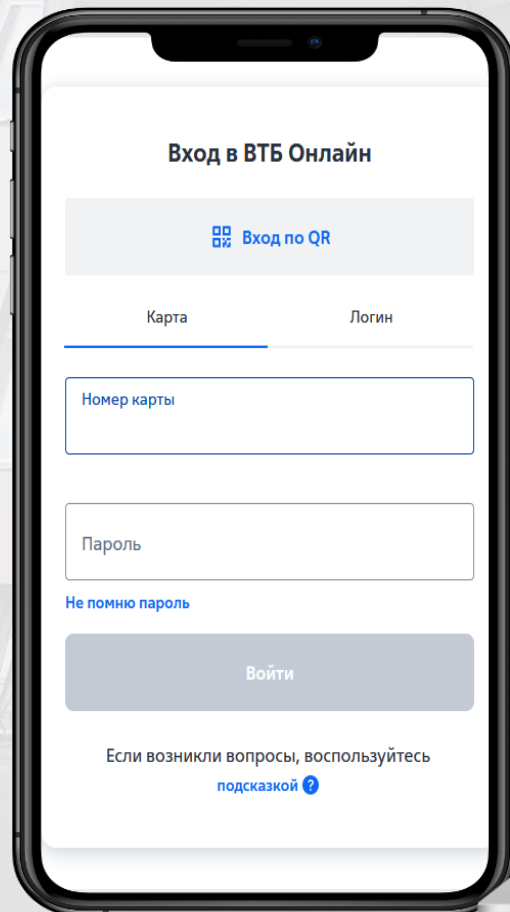 Вход в ВТБ Онлайн
Вход по QR
Карта Логин
Номер карты
Пароль
Не помню пароль
Войти
Если возникли вопросы, воспользуйтесь
подсказкой ?